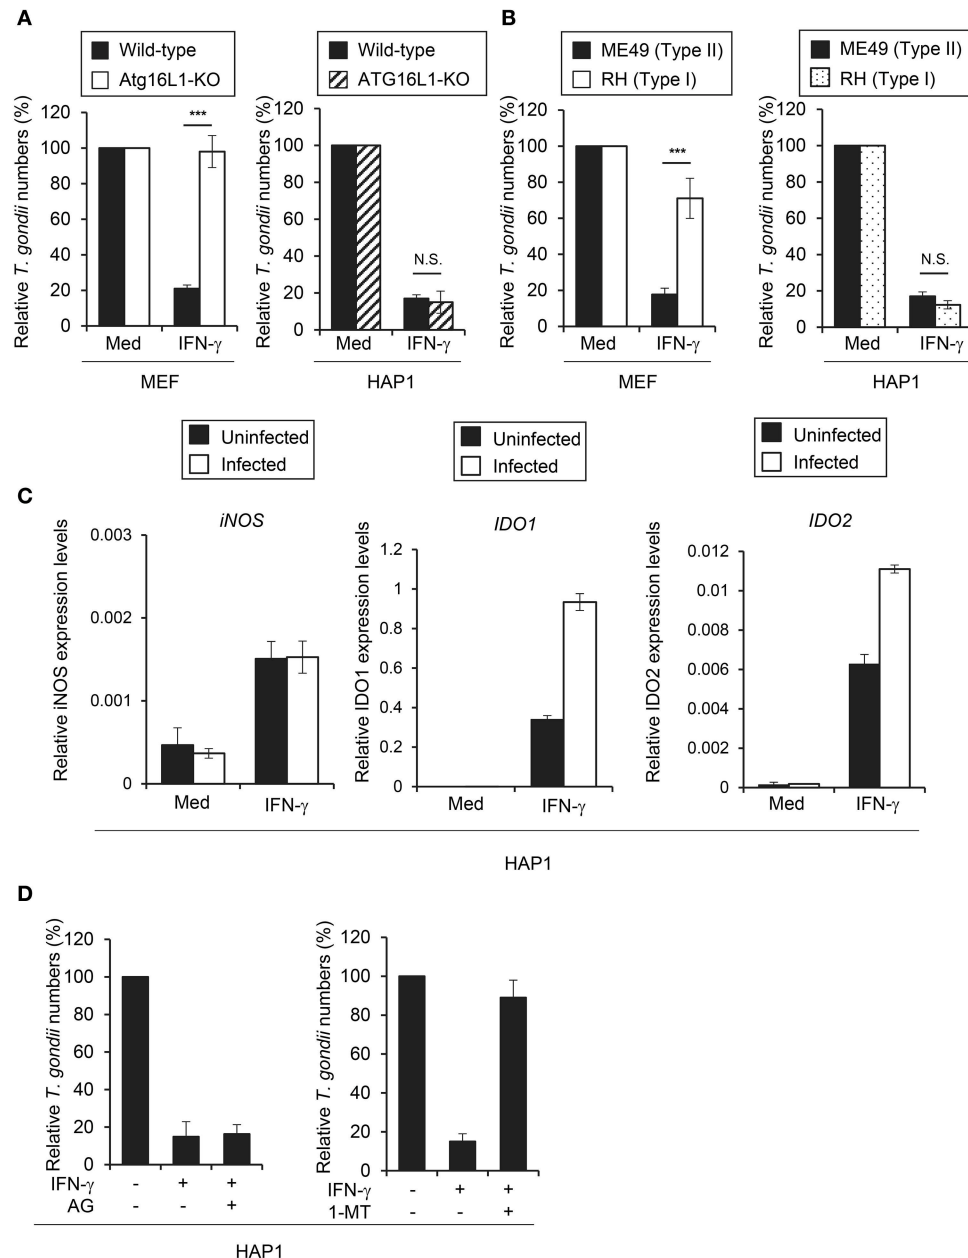 A
B
Wild-type
Atg16L1-KO
Wild-type
ATG16L1-KO
ME49 (Type II)
RH (Type I)
ME49 (Type II)
RH (Type I)
Relative T. gondii numbers (%)
120
100
80
60
40
20
0
***
Med
IFN-γ
MEF
Relative T. gondii numbers (%)
120
100
80
60
40
20
0
N.S.
Med
IFN-γ
HAP1
Relative T. gondii numbers (%)
120
100
80
60
40
20
0
***
Med
IFN-γ
MEF
Relative T. gondii numbers (%)
120
100
80
60
40
20
0
N.S.
Med
IFN-γ
HAP1
Uninfected
Infected
Uninfected
Infected
Uninfected
Infected
C
iNOS
Relative iNOS expression levels
0.003
0.002
0.001
0
Med
IFN-γ
IDO1
Relative IDO1 expression levels
1.2
1
0.8
0.6
0.4
0.2
0
Med
IFN-γ
IDO2
Relative IDO2 expression levels
0.012
0.01
0.008
0.006
0.004
0.002
0
Med
IFN-γ
HAP1
D
Relative T. gondii numbers (%)
120
100
80
60
40
20
0
IFN-γ - + +
AG - - +
Relative T. gondii numbers (%)
120
100
80
60
40
20
0
IFN-γ - + +
1-MT - - +
HAP1